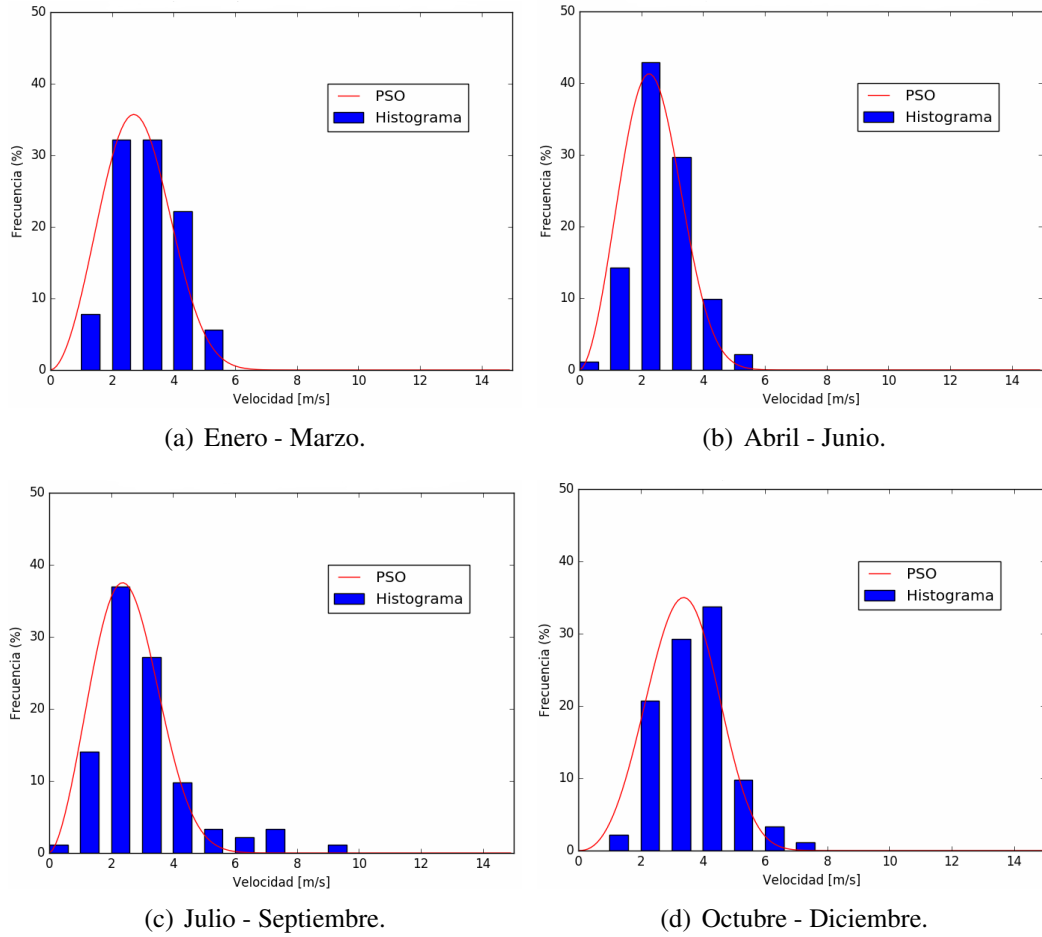 50
40
30
20
10
0
Frecuencia (%)
PSO
Histograma
0 2 4 6 8 10 12 14
Velocidad [m/s]
(a) Enero - Marzo.
50
40
30
20
10
0
Frecuencia (%)
PSO
Histograma
0 2 4 6 8 10 12 14
Velocidad [m/s]
(b) Abril - Junio.
50
40
30
20
10
0
Frecuencia (%)
PSO
Histograma
0 2 4 6 8 10 12 14
Velocidad [m/s]
(c) Julio - Septiembre.
50
40
30
20
10
0
Frecuencia (%)
PSO
Histograma
0 2 4 6 8 10 12 14
Velocidad [m/s]
(d) Octubre - Diciembre.